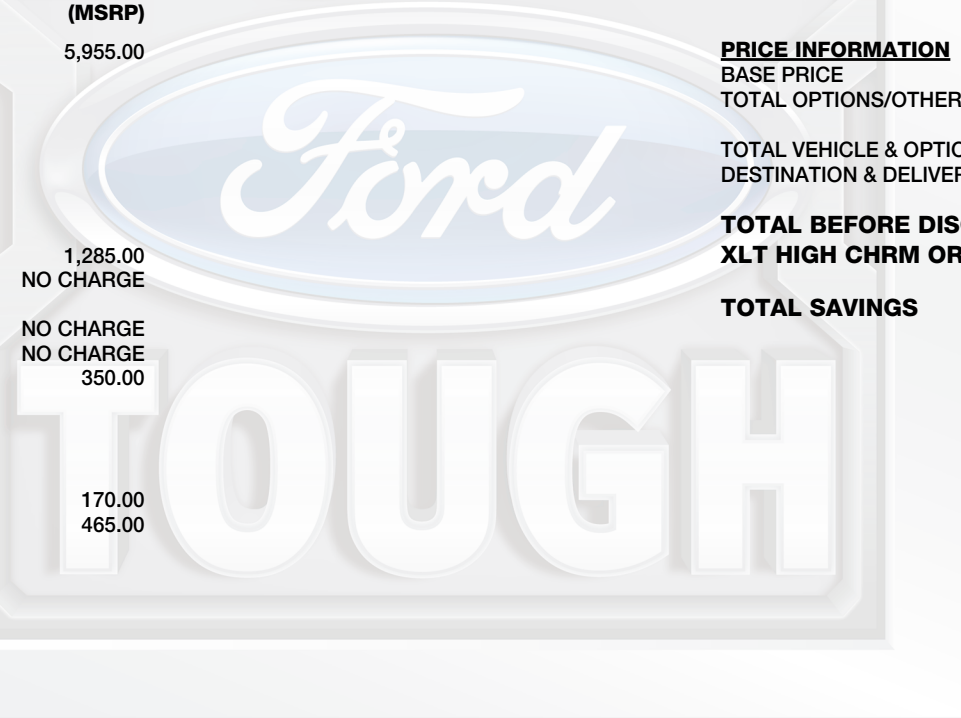 (MSRP)
5,955.00
1,285.00
NO CHARGE
NO CHARGE
NO CHARGE
350.00
170.00
465.00
PRICE INFORMATION
BASE PRICE
TOTAL OPTIONS/OTHER
TOTAL VEHICLE & OPTIO
DESTINATION & DELIVER
TOTAL BEFORE DIS
XLT HIGH CHRM OR
TOTAL SAVINGS
Ford
TOUGH